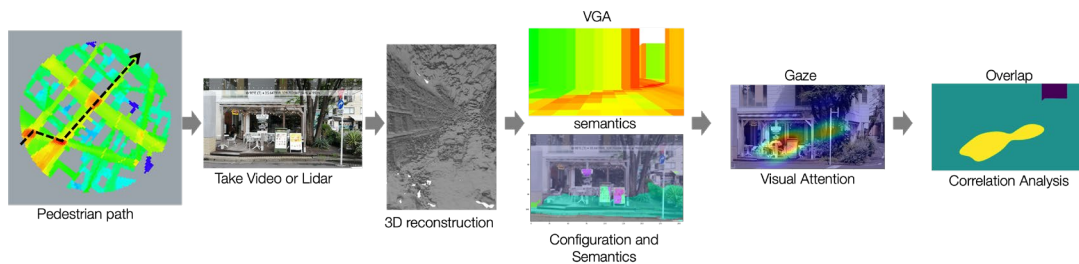 Pedestrian path
Take Video or Lidar
3D reconstruction
VGA
semantics
Configuration and
Semantics
Gaze
Visual Attention
Overlap
Correlation Analysis